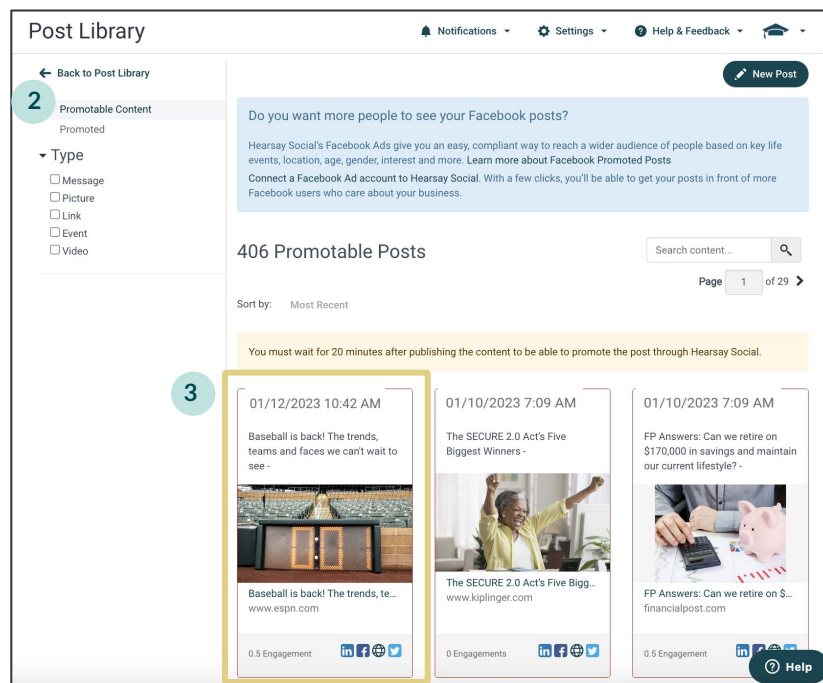 Post Library
Notifications
Settings
Help & Feedback
Back to Post Library
2
Promotable Content
Promoted
Type
Message
Picture
Link
Event
Video
New Post
Do you want more people to see your Facebook posts?
Hearsay Social's Facebook Ads give you an easy, compliant way to reach a wider audience of people based on key life
events, location, age, gender, interest and more. Learn more about Facebook Promoted Posts
Connect a Facebook Ad account to Hearsay Social. With a few clicks, you'll be able to get your posts in front of more
Facebook users who care about your business.
406 Promotable Posts
Search content...
Page 1 of 29
Sort by: Most Recent
You must wait for 20 minutes after publishing the content to be able to promote the post through Hearsay Social.
3
01/12/2023 10:42 AM
Baseball is back! The trends,
teams and faces we can't wait to
see -
Baseball is back! The trends, te...
www.espn.com
0.5 Engagement
01/10/2023 7:09 AM
The SECURE 2.0 Act's Five
Biggest Winners -
The SECURE 2.0 Act's Five Bigg...
www.kiplinger.com
0 Engagements
01/10/2023 7:09 AM
FP Answers: Can we retire on
$170,000 in savings and maintain
our current lifestyle? -
FP Answers: Can we retire on $...
financialpost.com
0.5 Engagement
Help